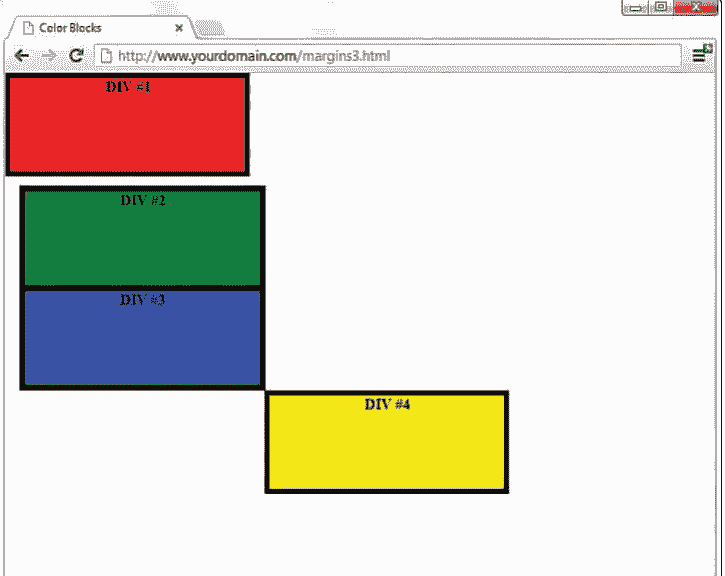 Color Blocks
http://www.yourdomain.com/margins3.html
DIV #1
DIV #2
DIV #3
DIV #4